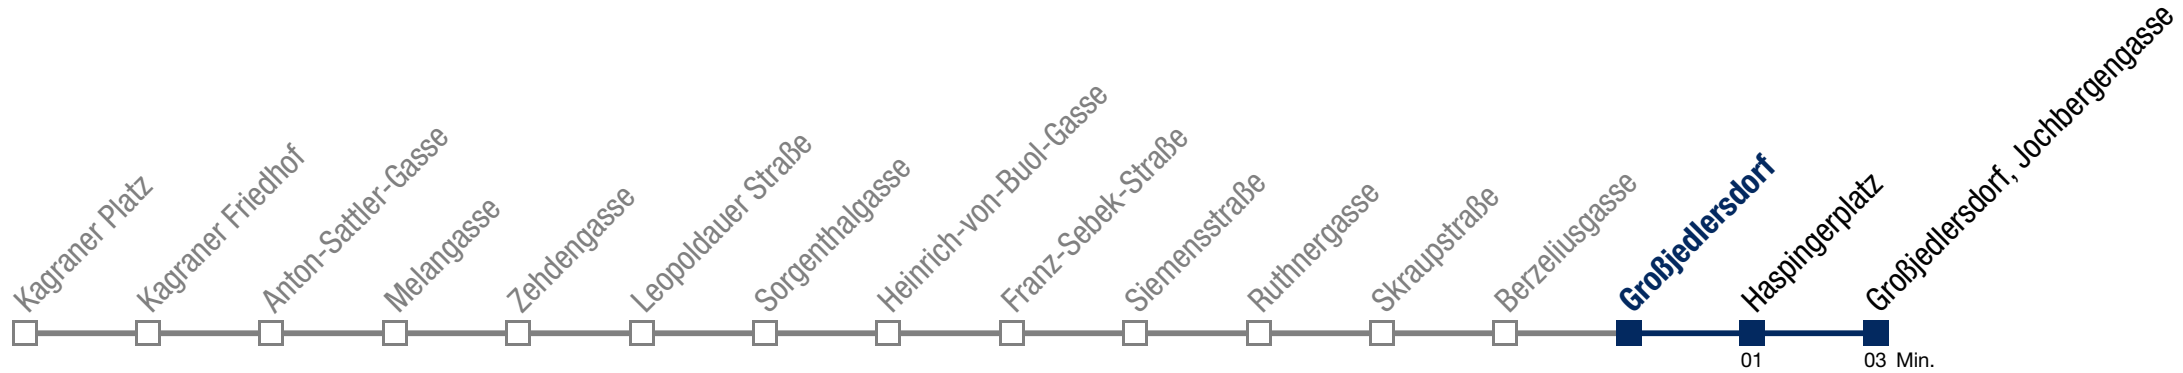 Kagraner Platz
Kagraner Friedhof
Anton-Sattler-Gasse
Melangasse
Zehdengasse
Leopoldauer Straße
Sorgenthalgasse
Heinrich-von-Buol-Gasse
Franz-Sebek-Straße
Siemensstraße
Ruthnergasse
Skraupstraße
Berzeliusgasse
Großjedlersdorf
Haspingerplatz
Großjedlersdorf, Jochbergengasse
01
03 Min.